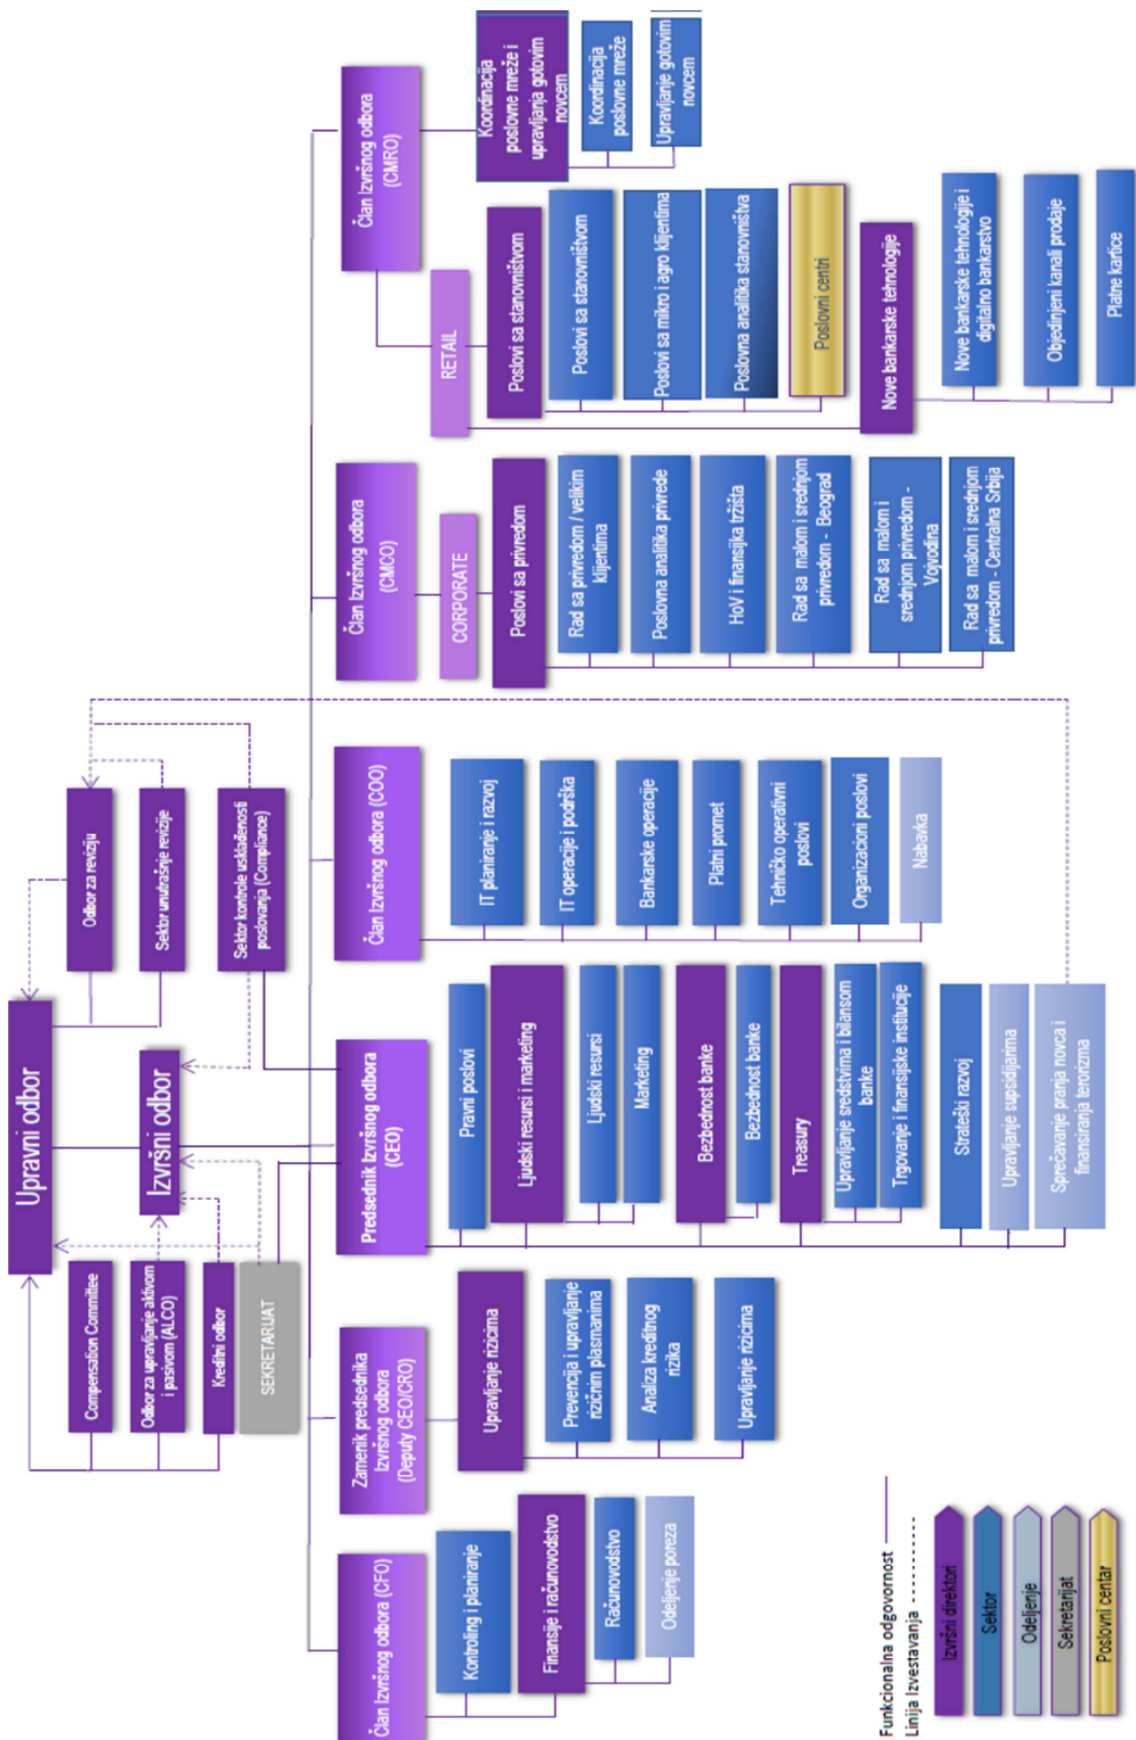 Upravni odbor
Compensation Committee
Odbor za upravljanje aktivom
i pasivom (ALCO)
Kreditni odbor
SEKRETARIJAT
Izvršni odbor
Odbor za reviziju
Sektor unutrašnje revizije
Sektor kontrole usklađenosti
poslovanja (Compliance)
Član Izvršnog odbora (CFO)
Kontroling i planiranje
Finansije i računovodstvo
Računovodstvo
Odeljenje poreza
Zamenik predsednika
Izvršnog odbora
(Deputy CEO/CRO)
Upravljanje rizicima
Prevencija i upravljanje
rizičnim plasmanima
Analiza kreditnog
rizika
Upravljanje rizicima
Predsednik Izvršnog odbora
(CEO)
Pravni poslovi
Ljudski resursi i marketing
Ljudski resursi
Marketing
Bezbednost banke
Bezbednost banke
Treasury
Upravljanje sredstvima i bilansom
banke
Trgovanje i finansijske institucije
Strateški razvoj
Upravljanje supsidijarima
Sprečavanje pranja novca i
finansiranja terorizma
Član Izvršnog odbora (COO)
IT planiranje i razvoj
IT operacije i podrška
Bankarske operacije
Platni promet
Tehničko operativni
poslovi
Organizacioni poslovi
Nabavka
Član Izvršnog odbora
(CMCO)
CORPORATE
Poslovi sa privredom
Rad sa privredom / velikim
klijentima
Poslovna analitika privrede
HoV i finansijka tržišta
Rad sa malom i srednjom
privredom - Beograd
Rad sa malom i
srednjom privredom -
Vojvodina
Rad sa malom i srednjom
privredom - Centralna Srbija
Član Izvršnog odbora
(CMRO)
RETAIL
Poslovi sa stanovništvom
Poslovi sa stanovništvom
Poslovi sa mikro i agro klijentima
Poslovna analitika stanovništva
Poslovni centri
Nove bankarske tehnologije
Nove bankarske tehnologije i
digitalno bankarstvo
Objedinjeni kanali prodaje
Platne kartice
Koordinacija
poslovne mreže i
upravljanja gotovim
novcem
Koordinacija
poslovne mreže
Upravljanje gotovim
novcem
Funkcionalna odgovornost
Linija Izvestavanja
Izvršni direktori
Sektor
Odeljenje
Sekretarijat
Poslovni centar